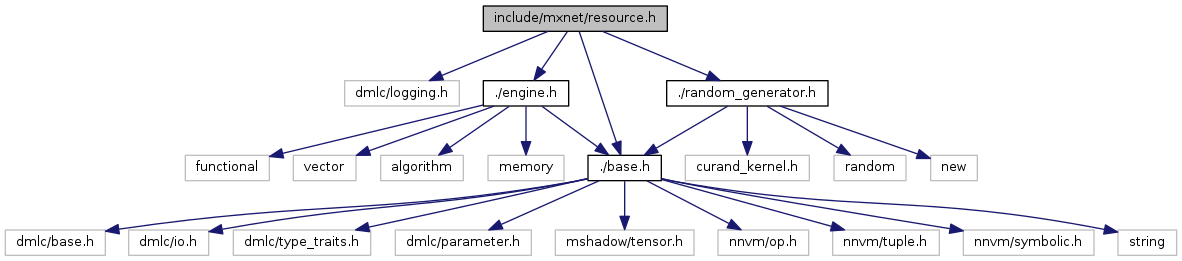 include/mxnet/resource.h
dmlc/logging.h
./engine.h
./random_generator.h
functional
vector
algorithm
memory
./base.h
curand_kernel.h
random
new
dmlc/base.h
dmlc/io.h
dmlc/type_traits.h
dmlc/parameter.h
mshadow/tensor.h
nnvm/op.h
nnvm/tuple.h
nnvm/symbolic.h
string